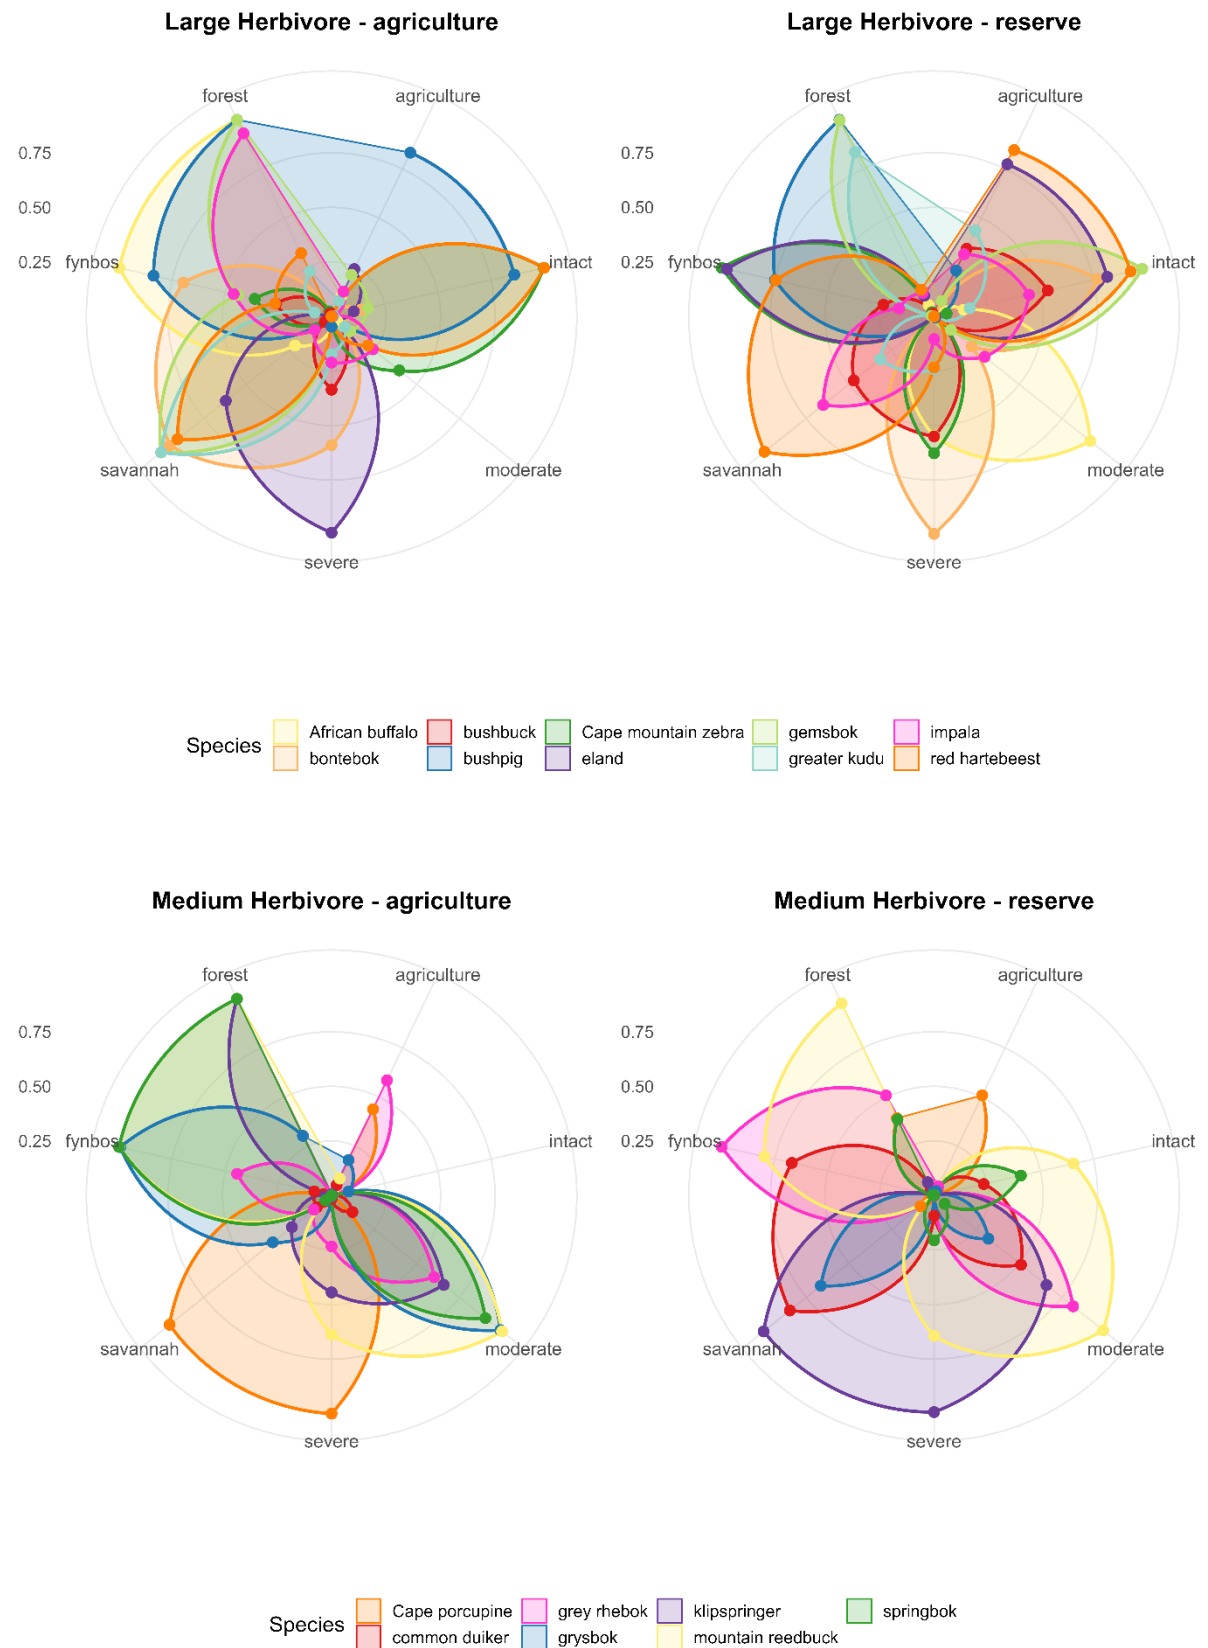 Large Herbivore - agriculture
Large Herbivore - reserve
forest
agriculture
forest
agriculture
0.75
0.75
0.50
0.50
0.25
0.25
fynbos
intact
fynbos
intact
savannah
moderate
savannah
moderate
severe
severe
Species
African buffalo
bushbuck
Cape mountain zebra
gemsbok
impala
bontebok
bushpig
eland
greater kudu
red hartebeest
Medium Herbivore - agriculture
Medium Herbivore - reserve
forest
agriculture
forest
agriculture
0.75
0.75
0.50
0.50
0.25
0.25
fynbos
intact
fynbos
intact
savannah
moderate
savannah
moderate
severe
severe
Species
Cape porcupine
grey rhebok
klipspringer
springbok
common duiker
grysbok
mountain reedbuck